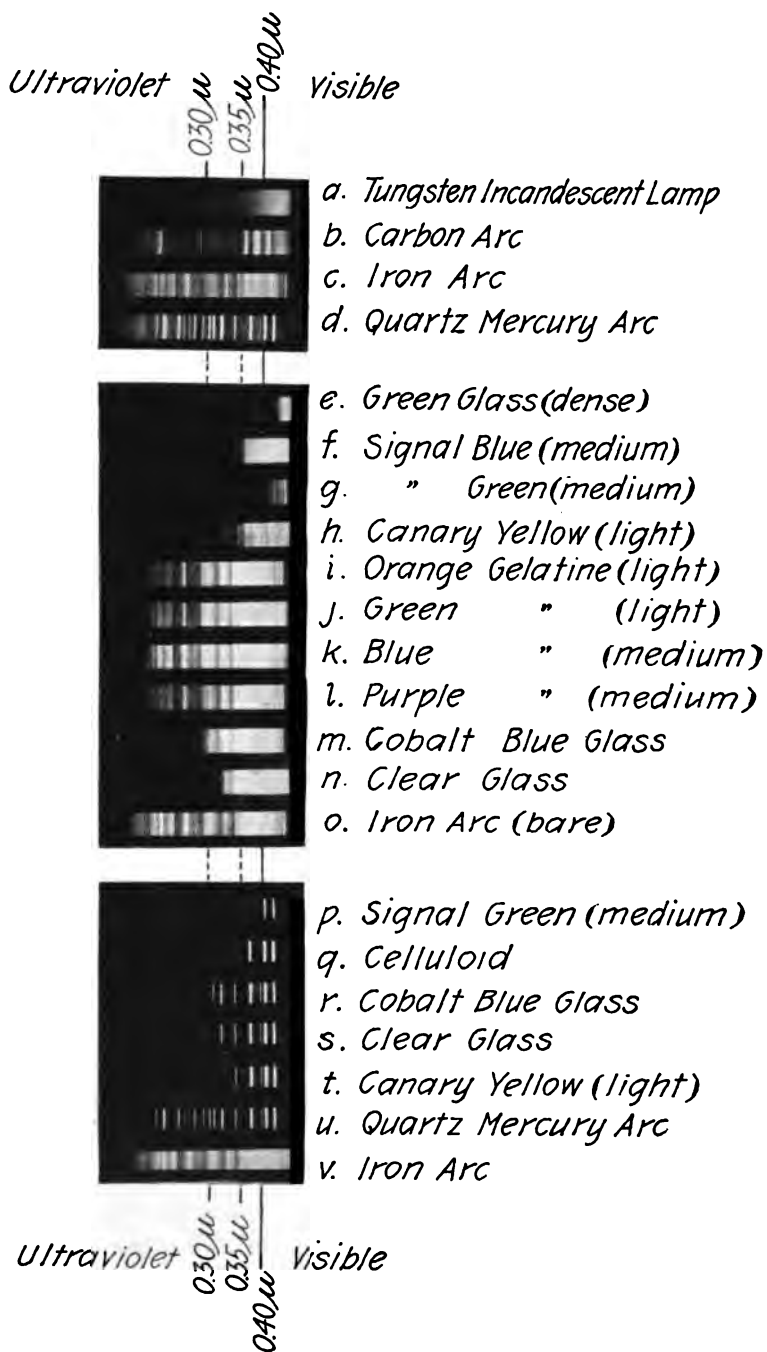 Ultraviolet 0.30μ 0.35μ 0.40μ Visible
a. Tungsten Incandescent Lamp
b. Carbon Arc
c. Iron Arc
d. Quartz Mercury Arc
e. Green Glass (dense)
f. Signal Blue (medium)
g. " Green (medium)
h. Canary Yellow (light)
i. Orange Gelatine (light)
j. Green " (light)
k. Blue " (medium)
l. Purple " (medium)
m. Cobalt Blue Glass
n. Clear Glass
o. Iron Arc (bare)
p. Signal Green (medium)
q. Celluloid
r. Cobalt Blue Glass
s. Clear Glass
t. Canary Yellow (light)
u. Quartz Mercury Arc
v. Iron Arc
Ultraviolet 0.30μ 0.35μ 0.40μ Visible